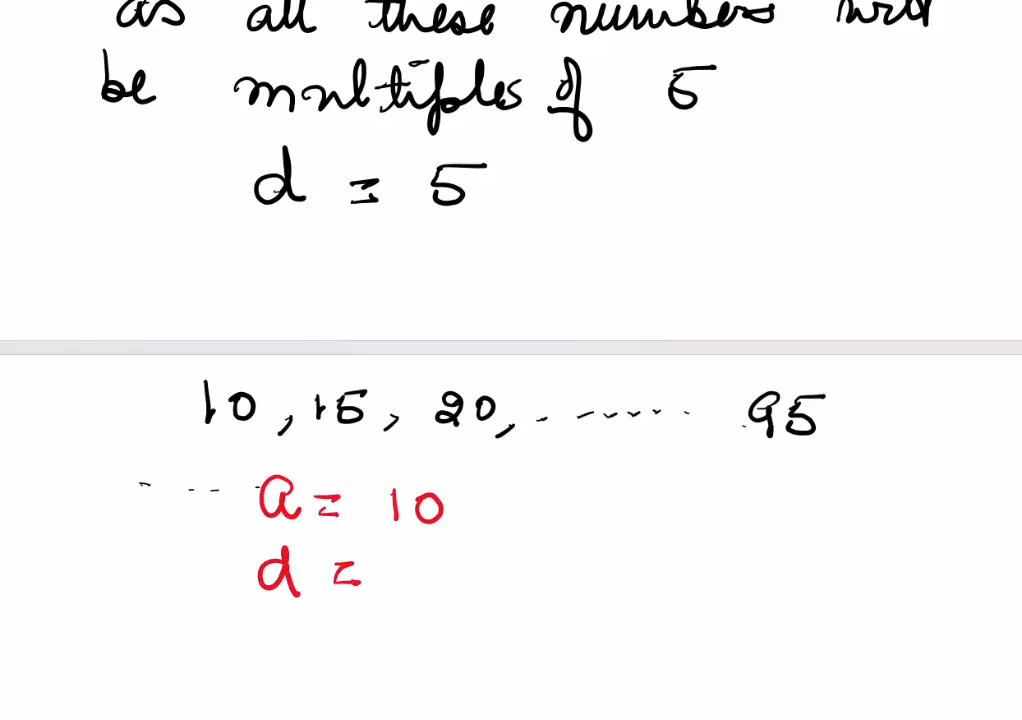 as all these numbers will
be multiples of 5
d = 5
10, 15, 20, ........ 95
a = 10
d =